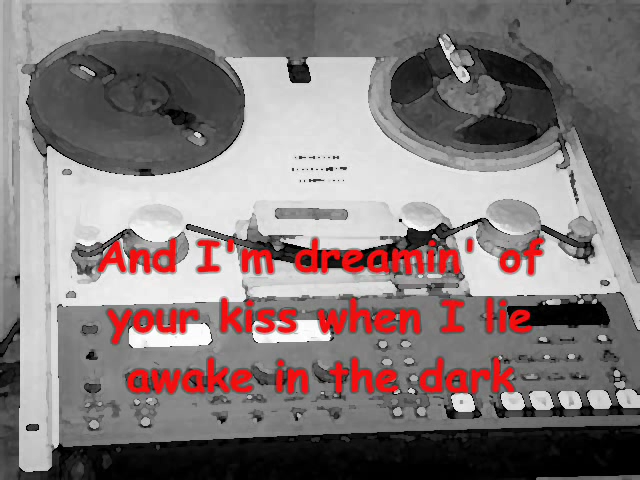 And I'm dreamin' of
your kiss when I lie
awake in the dark